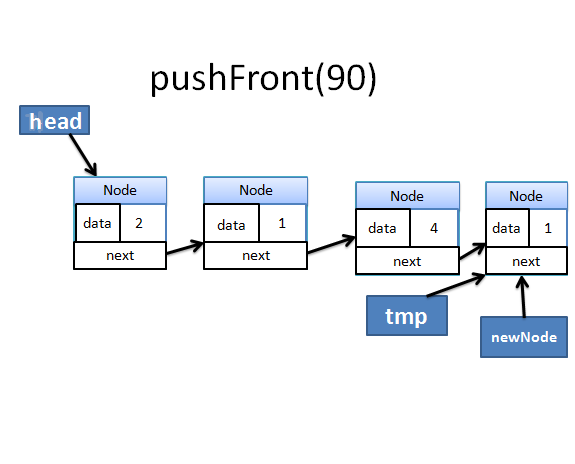 pushFront(90)
head
Node
data 2
next
Node
data 1
next
Node
data 4
next
Node
data 1
next
tmp
newNode